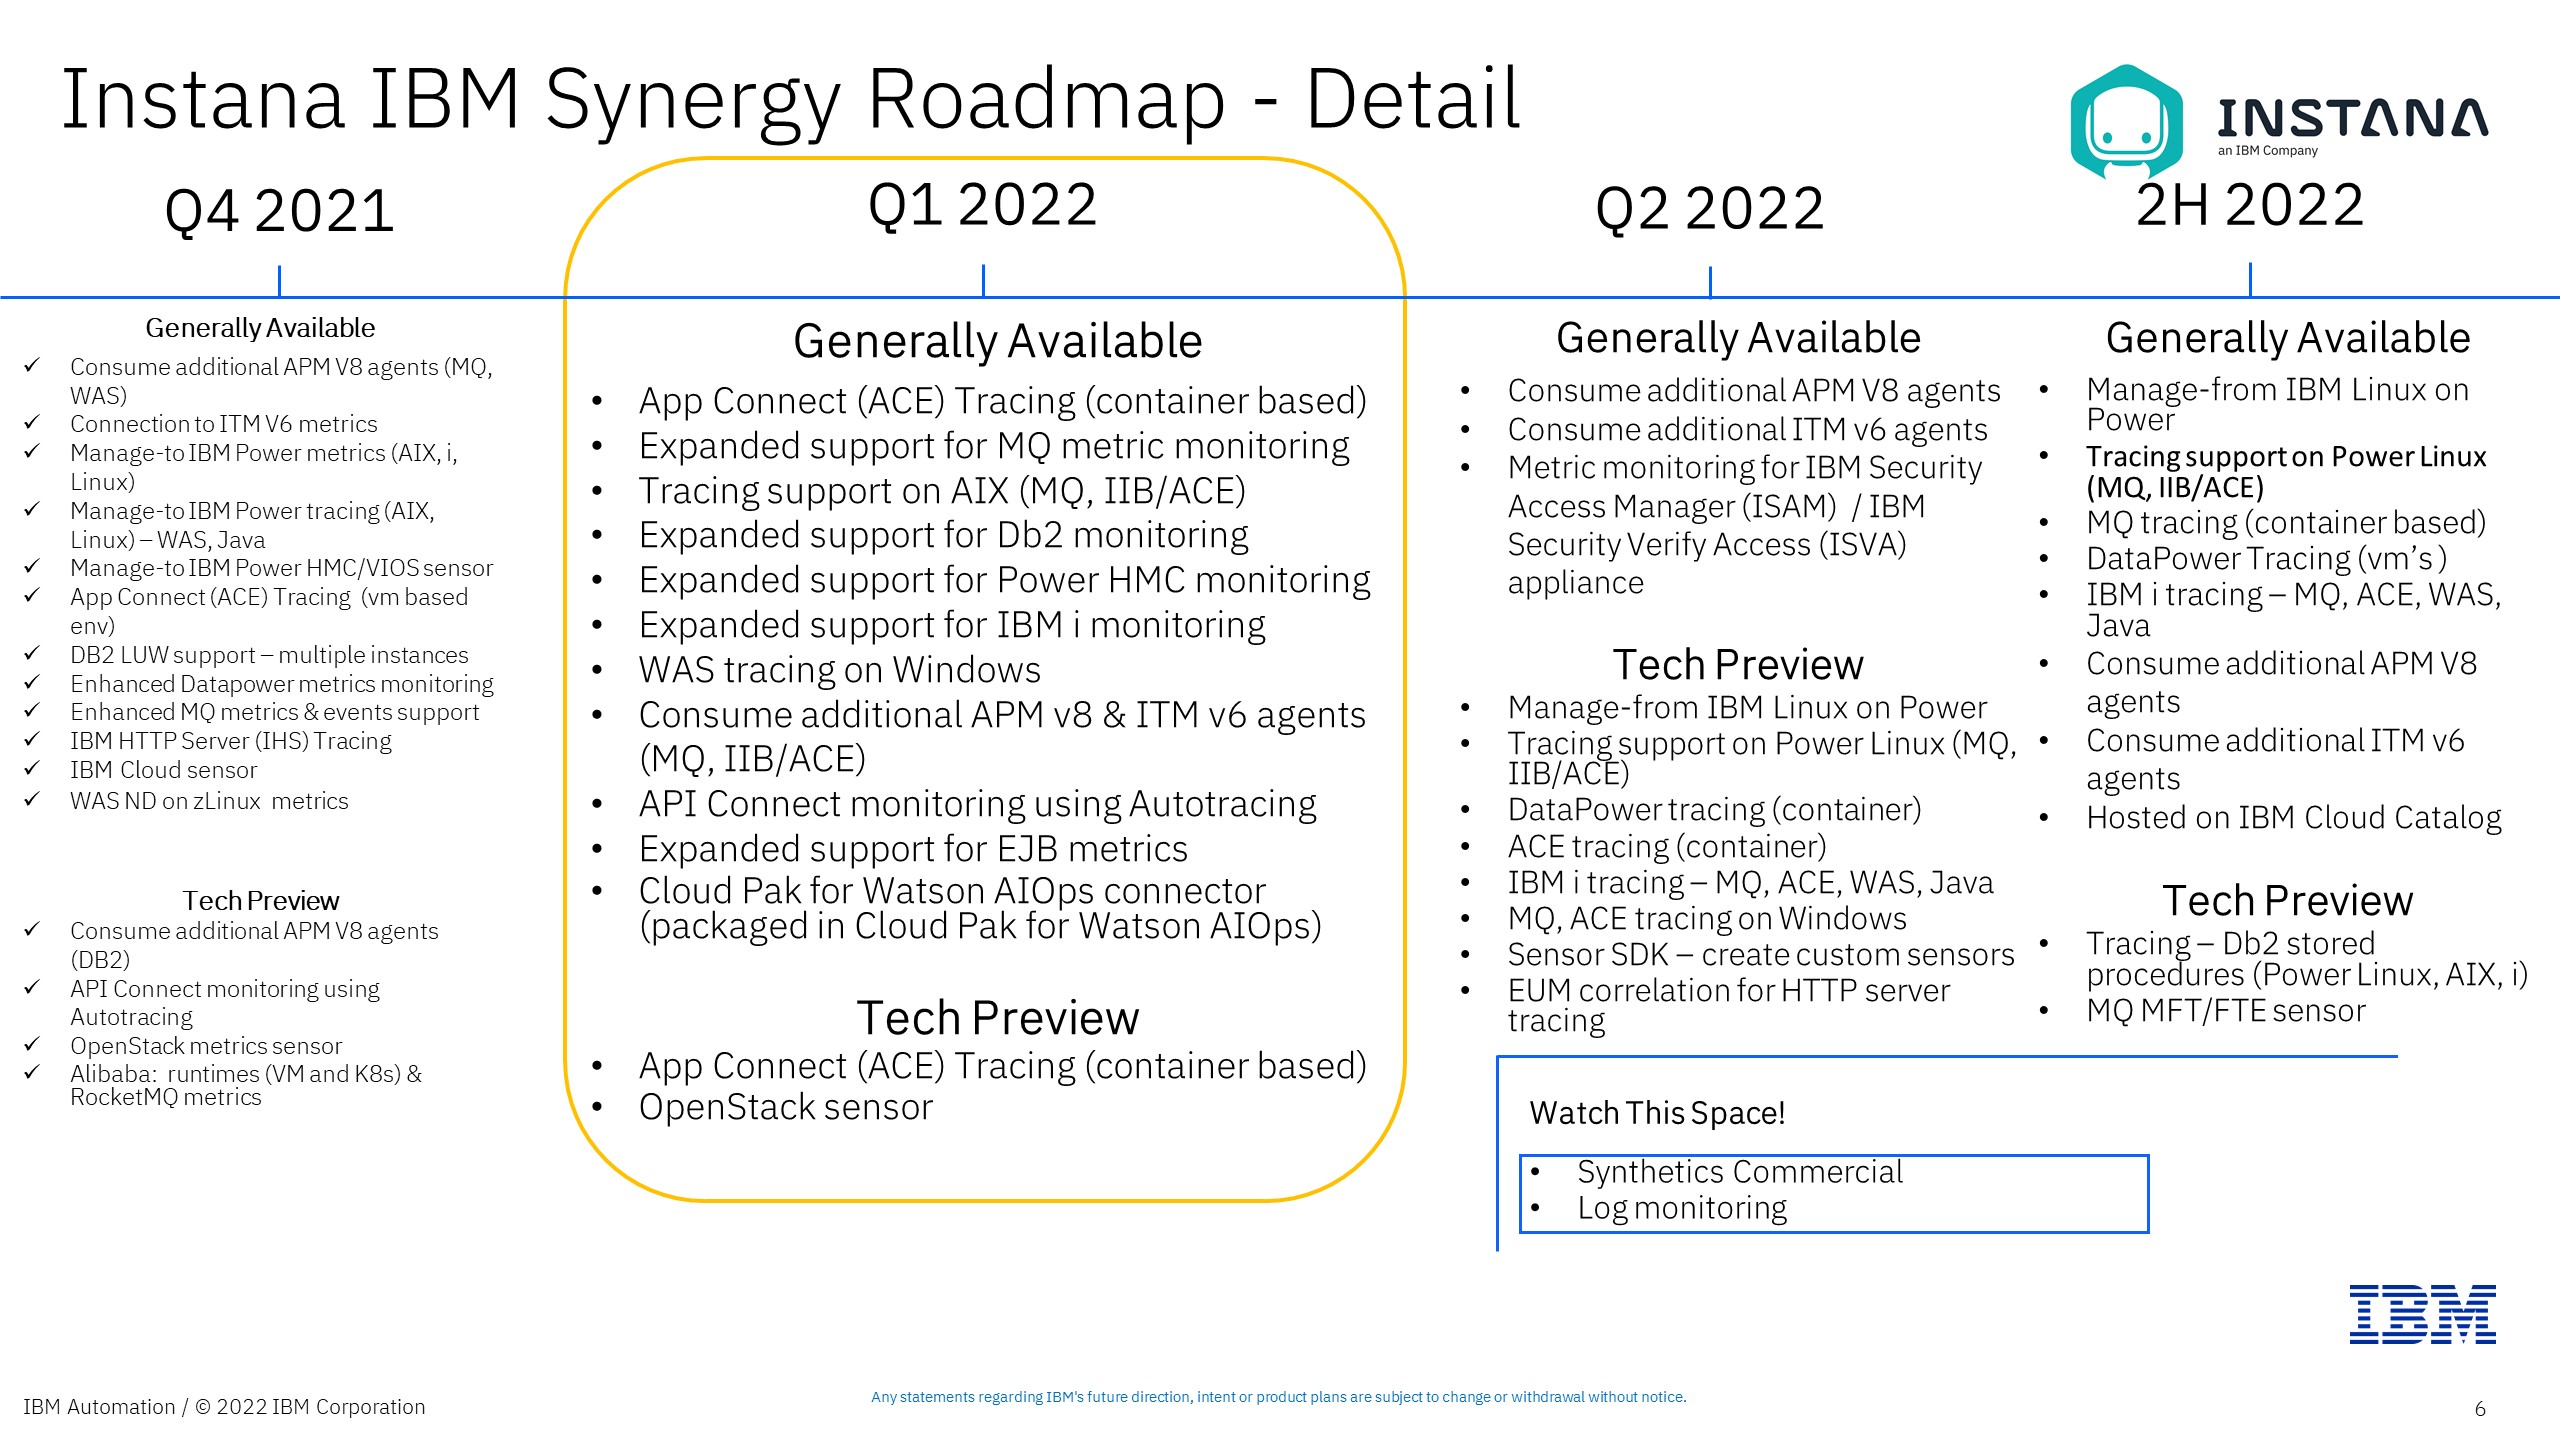 Instana IBM Synergy Roadmap - Detail
INSTANA
an IBM Company
Q4 2021
Q1 2022
Q2 2022
2H 2022
Generally Available
Consume additional APM V8 agents (MQ,
WAS)
Connection to ITM V6 metrics
Manage-to IBM Power metrics (AIX, i,
Linux)
Manage-to IBM Power tracing (AIX,
Linux) – WAS, Java
Manage-to IBM Power HMC/VIOS sensor
App Connect (ACE) Tracing (vm based
env)
DB2 LUW support – multiple instances
Enhanced Datapower metrics monitoring
Enhanced MQ metrics & events support
IBM HTTP Server (IHS) Tracing
IBM Cloud sensor
WAS ND on zLinux metrics
Tech Preview
Consume additional APM V8 agents
(DB2)
API Connect monitoring using
Autotracing
OpenStack metrics sensor
Alibaba: runtimes (VM and K8s) &
RocketMQ metrics
Generally Available
• App Connect (ACE) Tracing (container based)
• Expanded support for MQ metric monitoring
• Tracing support on AIX (MQ, IIB/ACE)
• Expanded support for Db2 monitoring
• Expanded support for Power HMC monitoring
• Expanded support for IBM i monitoring
• WAS tracing on Windows
• Consume additional APM v8 & ITM v6 agents
(MQ, IIB/ACE)
• API Connect monitoring using Autotracing
• Expanded support for EJB metrics
• Cloud Pak for Watson AIOps connector
(packaged in Cloud Pak for Watson AIOps)
Tech Preview
• App Connect (ACE) Tracing (container based)
• OpenStack sensor
Generally Available
• Consume additional APM V8 agents
• Consume additional ITM v6 agents
• Metric monitoring for IBM Security
Access Manager (ISAM) / IBM
Security Verify Access (ISVA)
appliance
Tech Preview
• Manage-from IBM Linux on Power
• Tracing support on Power Linux (MQ,
IIB/ACE)
• DataPower tracing (container)
• ACE tracing (container)
• IBM i tracing – MQ, ACE, WAS, Java
• MQ, ACE tracing on Windows
• Sensor SDK – create custom sensors
• EUM correlation for HTTP server
tracing
Generally Available
• Manage-from IBM Linux on
Power
• Tracing support on Power Linux
(MQ, IIB/ACE)
• MQ tracing (container based)
• DataPower Tracing (vm’s )
• IBM i tracing – MQ, ACE, WAS,
Java
• Consume additional APM V8
agents
• Consume additional ITM v6
agents
• Hosted on IBM Cloud Catalog
Tech Preview
• Tracing – Db2 stored
procedures (Power Linux, AIX, i)
• MQ MFT/FTE sensor
Watch This Space!
• Synthetics Commercial
• Log monitoring
IBM
IBM Automation / © 2022 IBM Corporation
Any statements regarding IBM's future direction, intent or product plans are subject to change or withdrawal without notice.
6